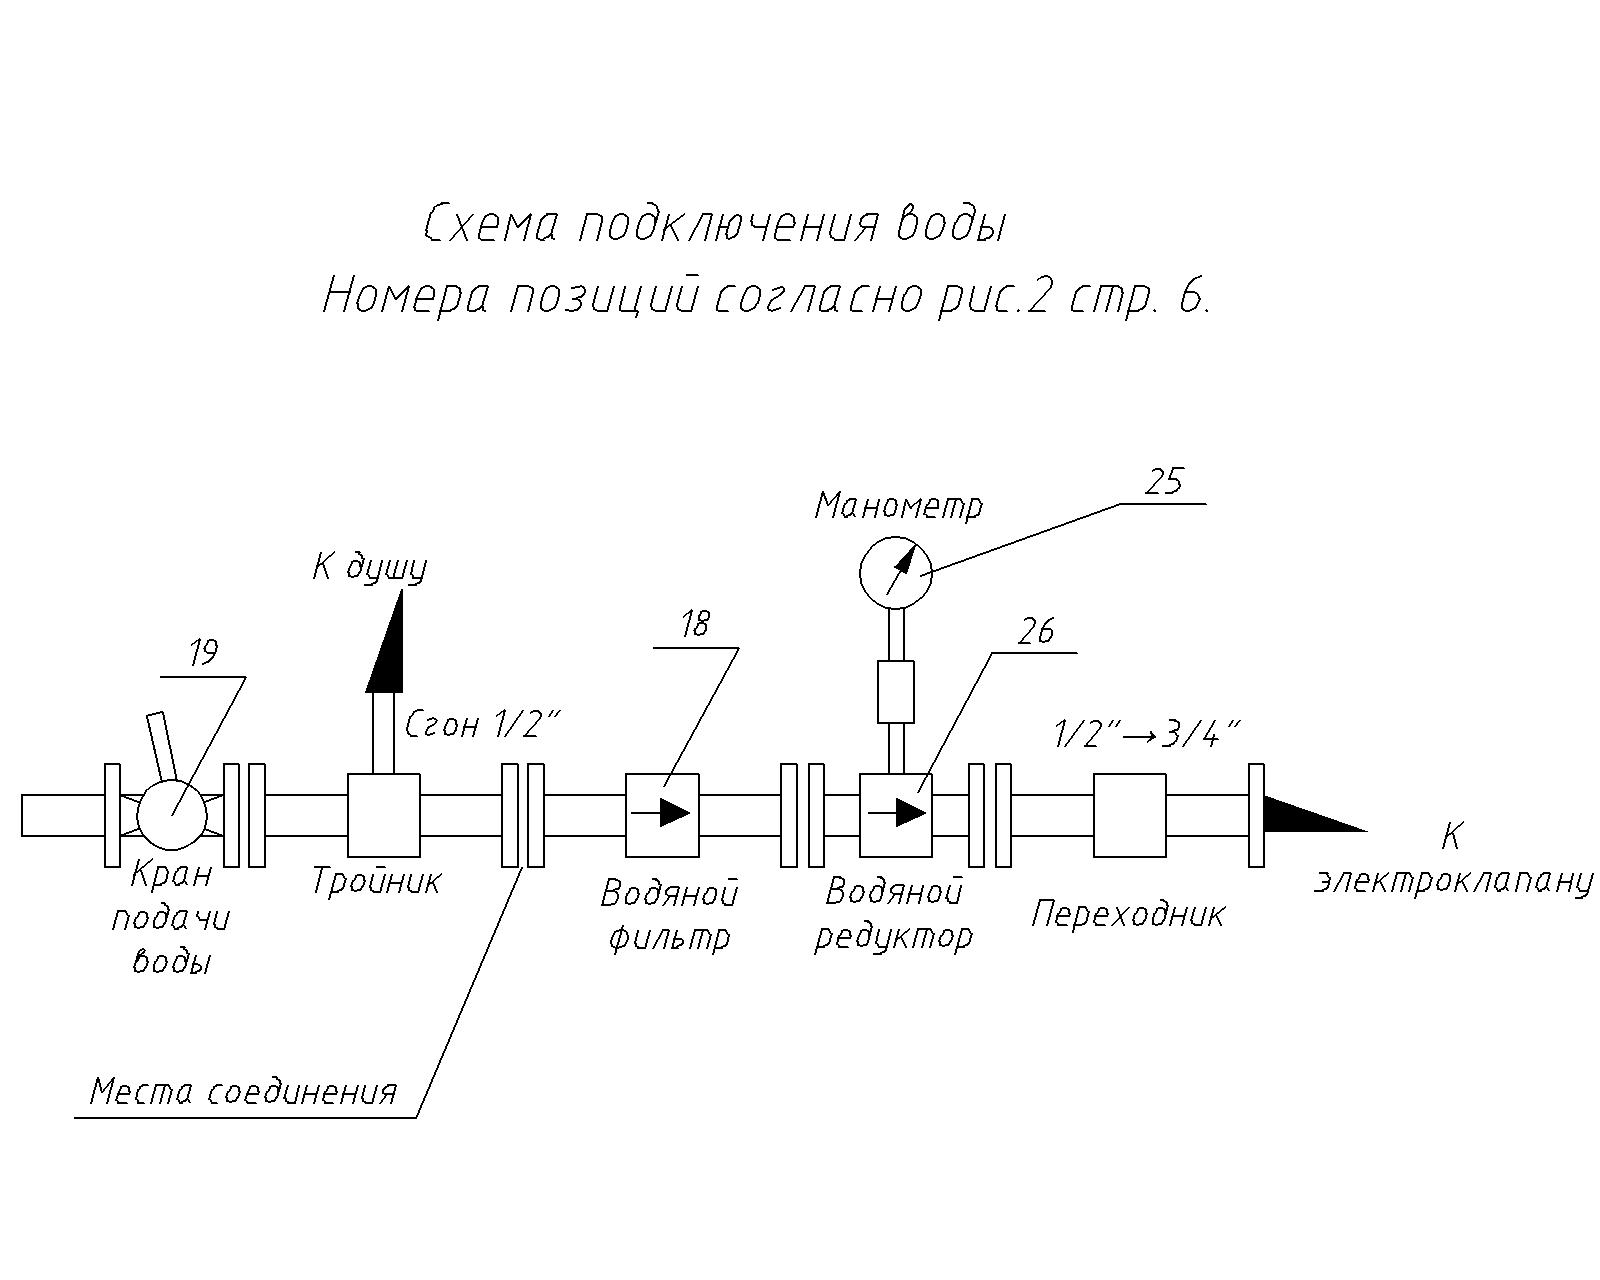 Схема подключения воды
Номера позиций согласно рис.2 стр. 6.
25
Манометр
К душу
18
26
19
Сгон 1/2"
1/2"→3/4"
К
электроклапану
Кран
подачи
воды
Тройник
Водяной
фильтр
Водяной
редуктор
Переходник
Места соединения